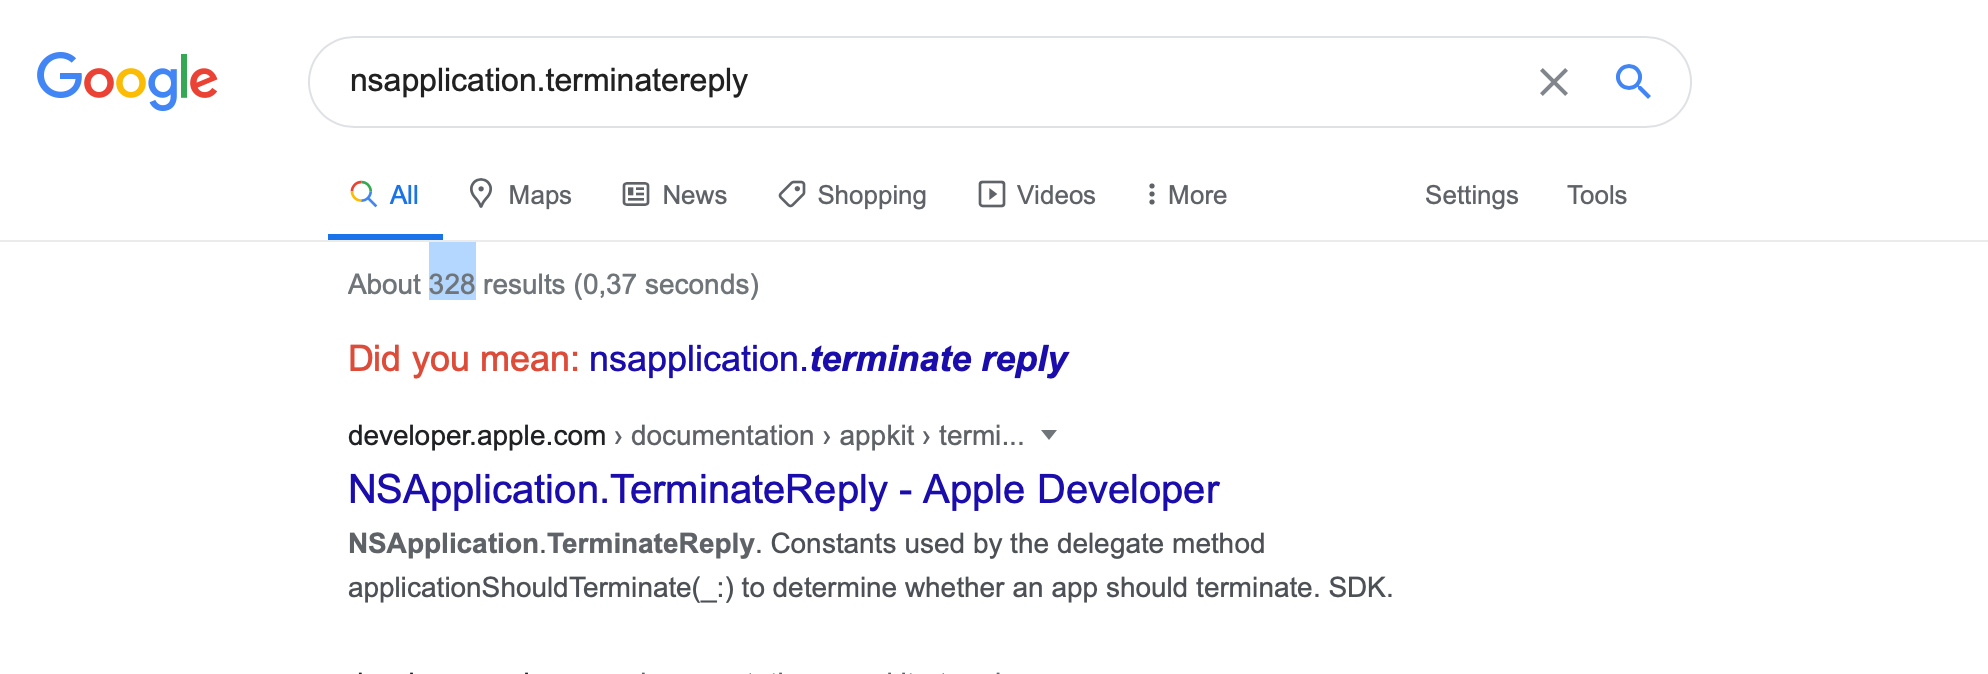 Google
nsapplication.terminatereply
All Maps News Shopping Videos More Settings Tools
About 328 results (0,37 seconds)
Did you mean: nsapplication.terminate reply
developer.apple.com › documentation › appkit › termi...
NSApplication.TerminateReply - Apple Developer
NSApplication.TerminateReply. Constants used by the delegate method
applicationShouldTerminate(_:) to determine whether an app should terminate. SDK.